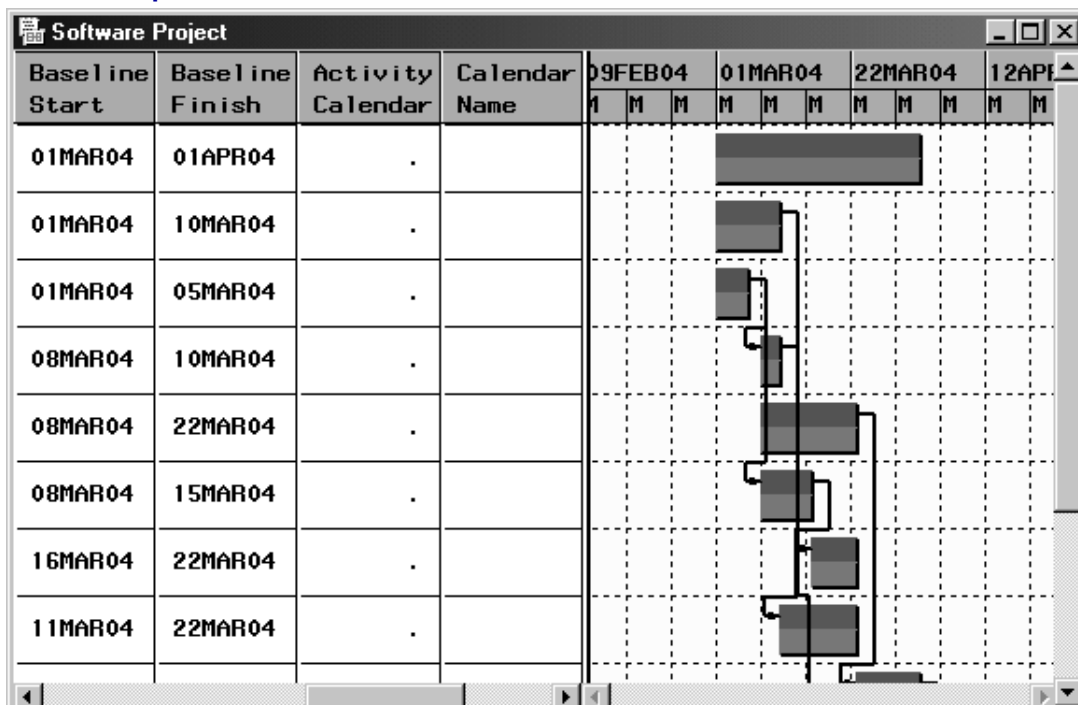 Software Project
Baseline Baseline Activity Calendar 09FEB04 01MAR04 22MAR04
Start Finish Calendar Name M M M M M M M M M M M
01MAR04 01APR04 .
01MAR04 10MAR04 .
01MAR04 05MAR04 .
08MAR04 10MAR04 .
08MAR04 22MAR04 .
08MAR04 15MAR04 .
16MAR04 22MAR04 .
11MAR04 22MAR04 .